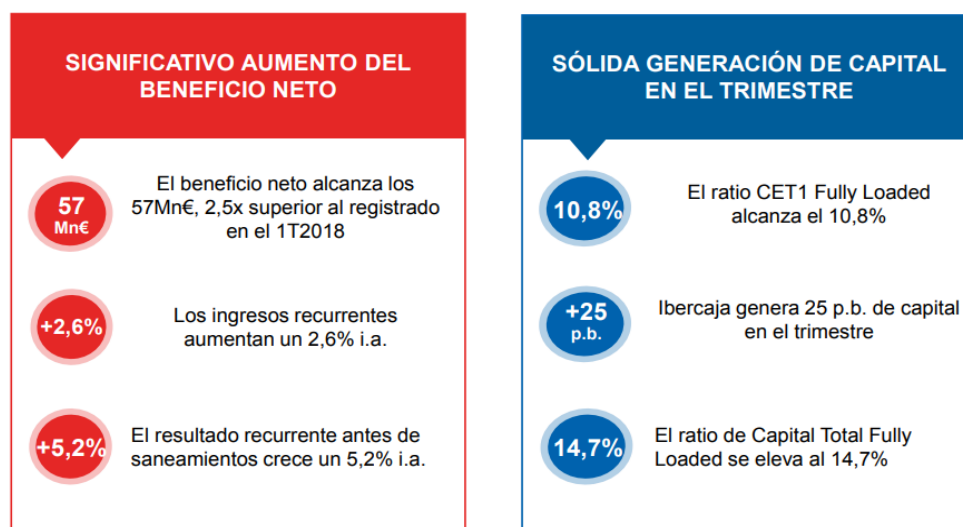 SIGNIFICATIVO AUMENTO DEL
BENEFICIO NETO
57
Mn€
El beneficio neto alcanza los
57Mn€, 2,5x superior al registrado
en el 1T2018
+2,6%
Los ingresos recurrentes
aumentan un 2,6% i.a.
+5,2%
El resultado recurrente antes de
saneamientos crece un 5,2% i.a.
SÓLIDA GENERACIÓN DE CAPITAL
EN EL TRIMESTRE
10,8%
El ratio CET1 Fully Loaded
alcanza el 10,8%
+25
p.b.
Ibercaja genera 25 p.b. de capital
en el trimestre
14,7%
El ratio de Capital Total Fully
Loaded se eleva al 14,7%